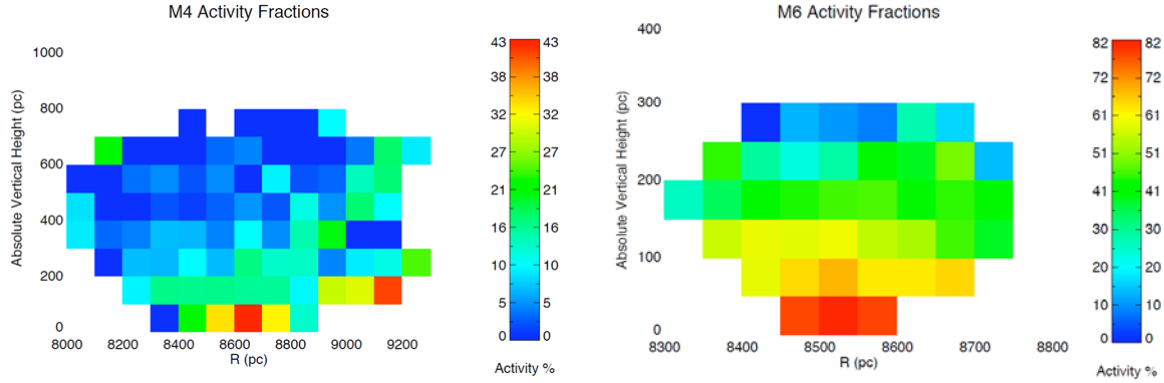 M4 Activity Fractions
Absolute Vertical Height (pc)
1000
800
600
400
200
0
8000 8200 8400 8600 8800 9000 9200
R (pc)
43 43
38 38
32 32
27 27
21 21
16 16
10 10
5 5
0 0
Activity %
M6 Activity Fractions
Absolute Vertical Height (pc)
400
300
200
100
0
8300 8400 8500 8600 8700 8800
R (pc)
82 82
72 72
61 61
51 51
41 41
30 30
20 20
10 10
0 0
Activity %